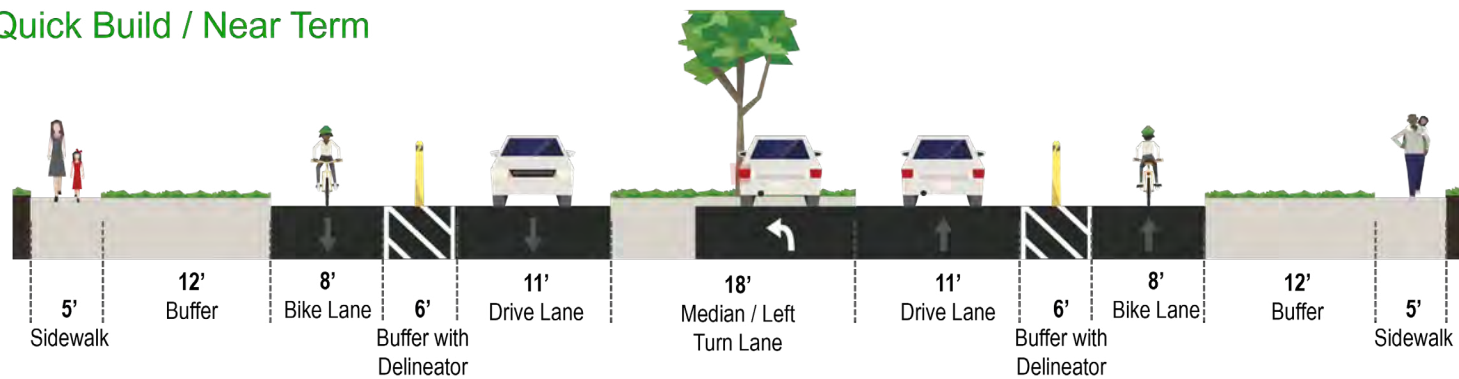 Quick Build / Near Term
5’
Sidewalk
12’
Buffer
8’
Bike Lane
6’
Buffer with
Delineator
11’
Drive Lane
18’
Median / Left
Turn Lane
11’
Drive Lane
6’
Buffer with
Delineator
8’
Bike Lane
12’
Buffer
5’
Sidewalk